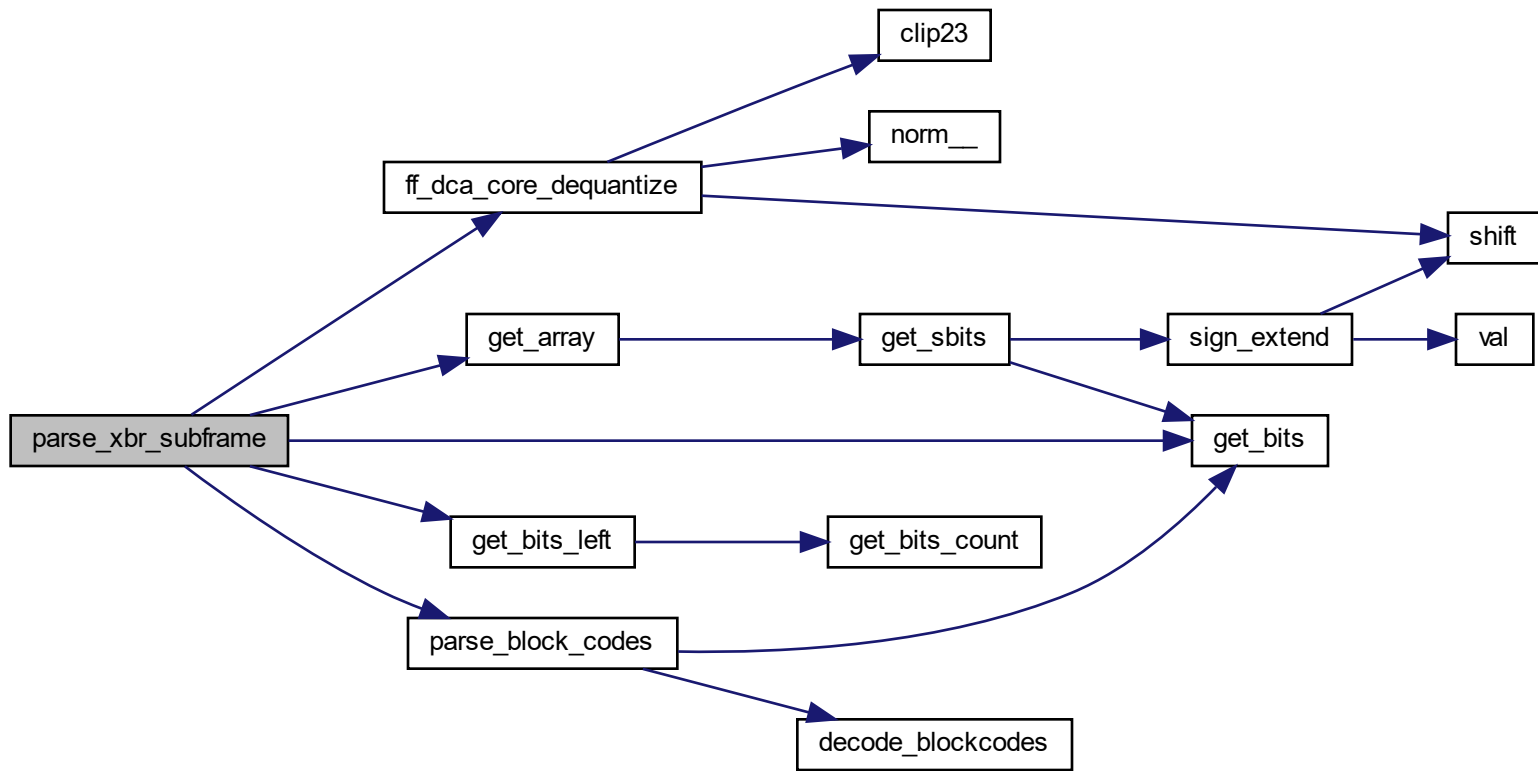 clip23
norm__
ff_dca_core_dequantize
shift
get_array
get_sbits
sign_extend
val
parse_xbr_subframe
get_bits
get_bits_left
get_bits_count
parse_block_codes
decode_blockcodes